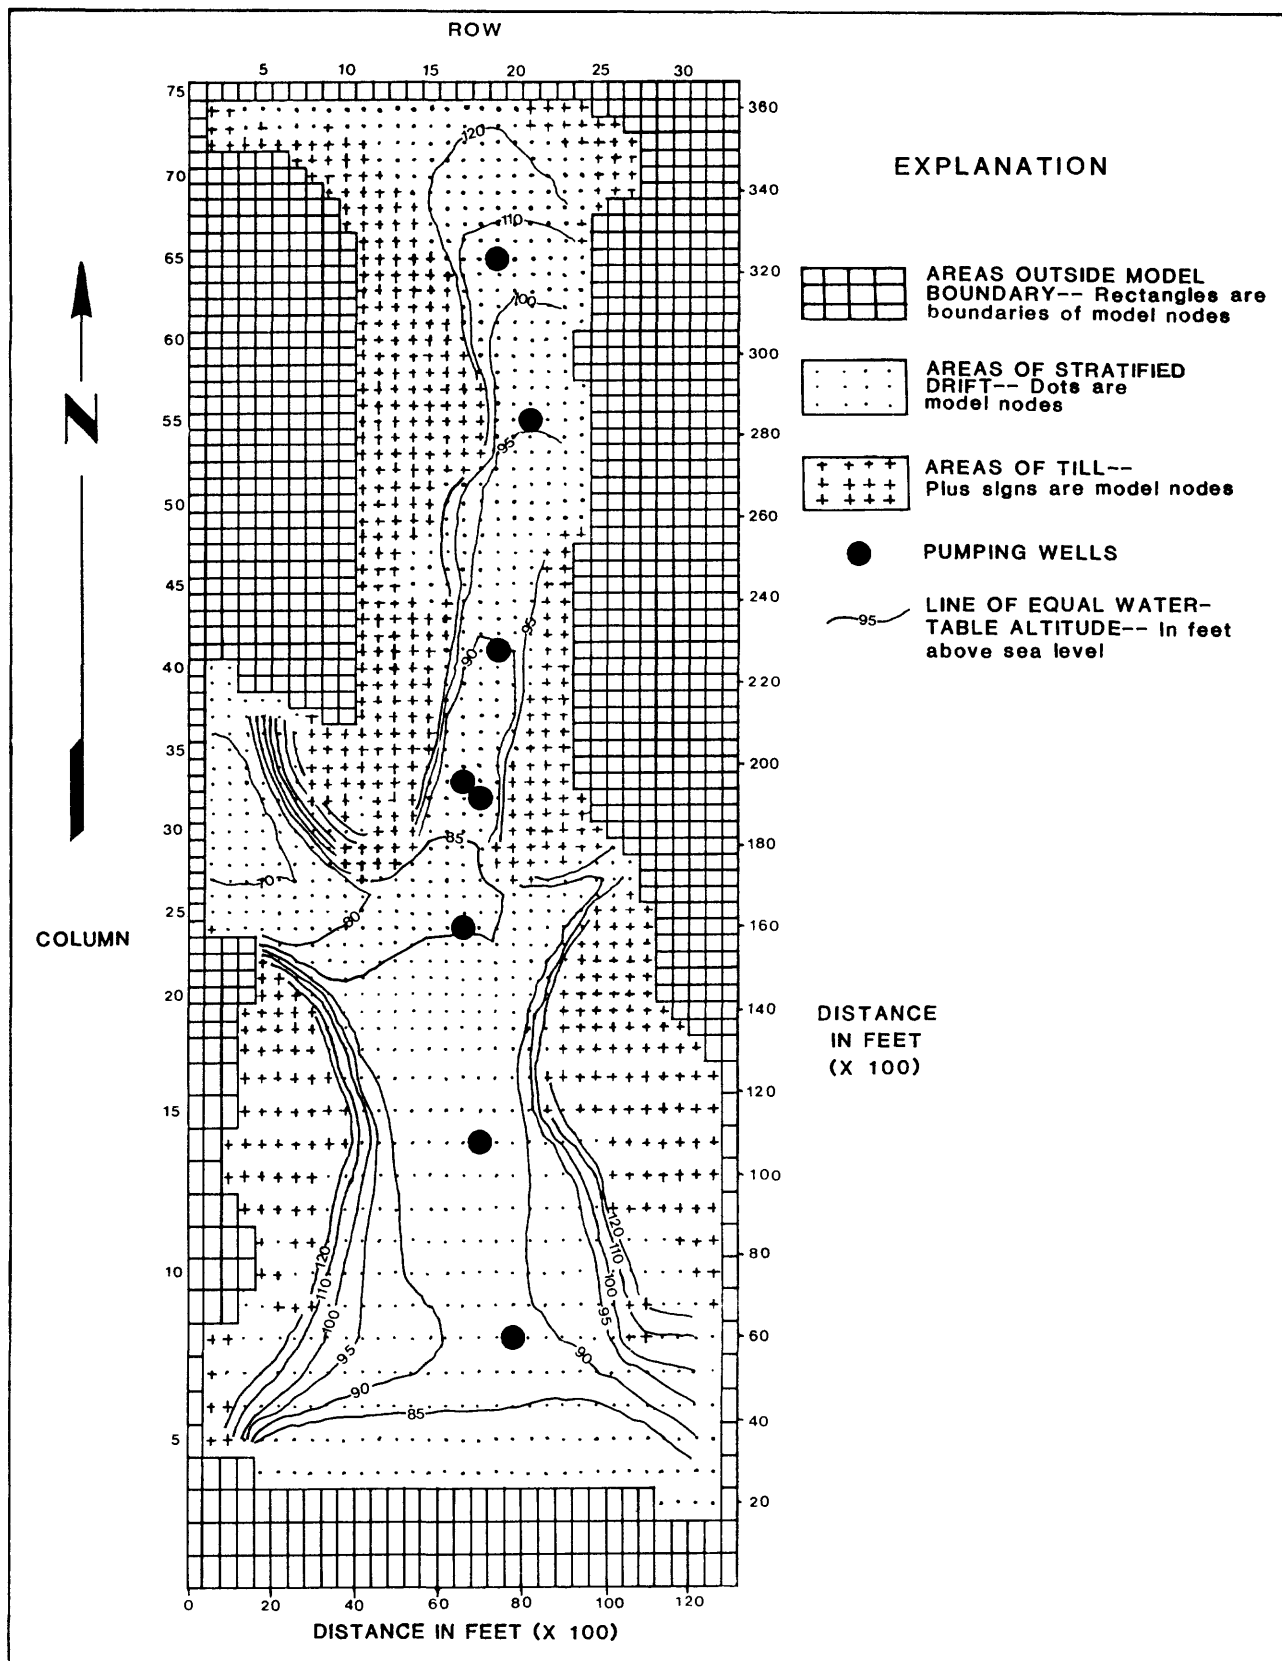 ROW
5 10 15 20 25 30
75
70
65
60
55
50
45
40
35
30
25
20
15
10
5
COLUMN
N
360
340
320
300
280
260
240
220
200
180
160
140
120
100
80
60
40
20
DISTANCE
IN FEET
(X 100)
120
110
100
95
95
90
85
70
80
120
110
100
95
90
85
120
110
100
95
90
0 20 40 60 80 100 120
DISTANCE IN FEET (X 100)
EXPLANATION
AREAS OUTSIDE MODEL
BOUNDARY-- Rectangles are
boundaries of model nodes
AREAS OF STRATIFIED
DRIFT-- Dots are
model nodes
AREAS OF TILL--
Plus signs are model nodes
PUMPING WELLS
95
LINE OF EQUAL WATER-
TABLE ALTITUDE-- In feet
above sea level